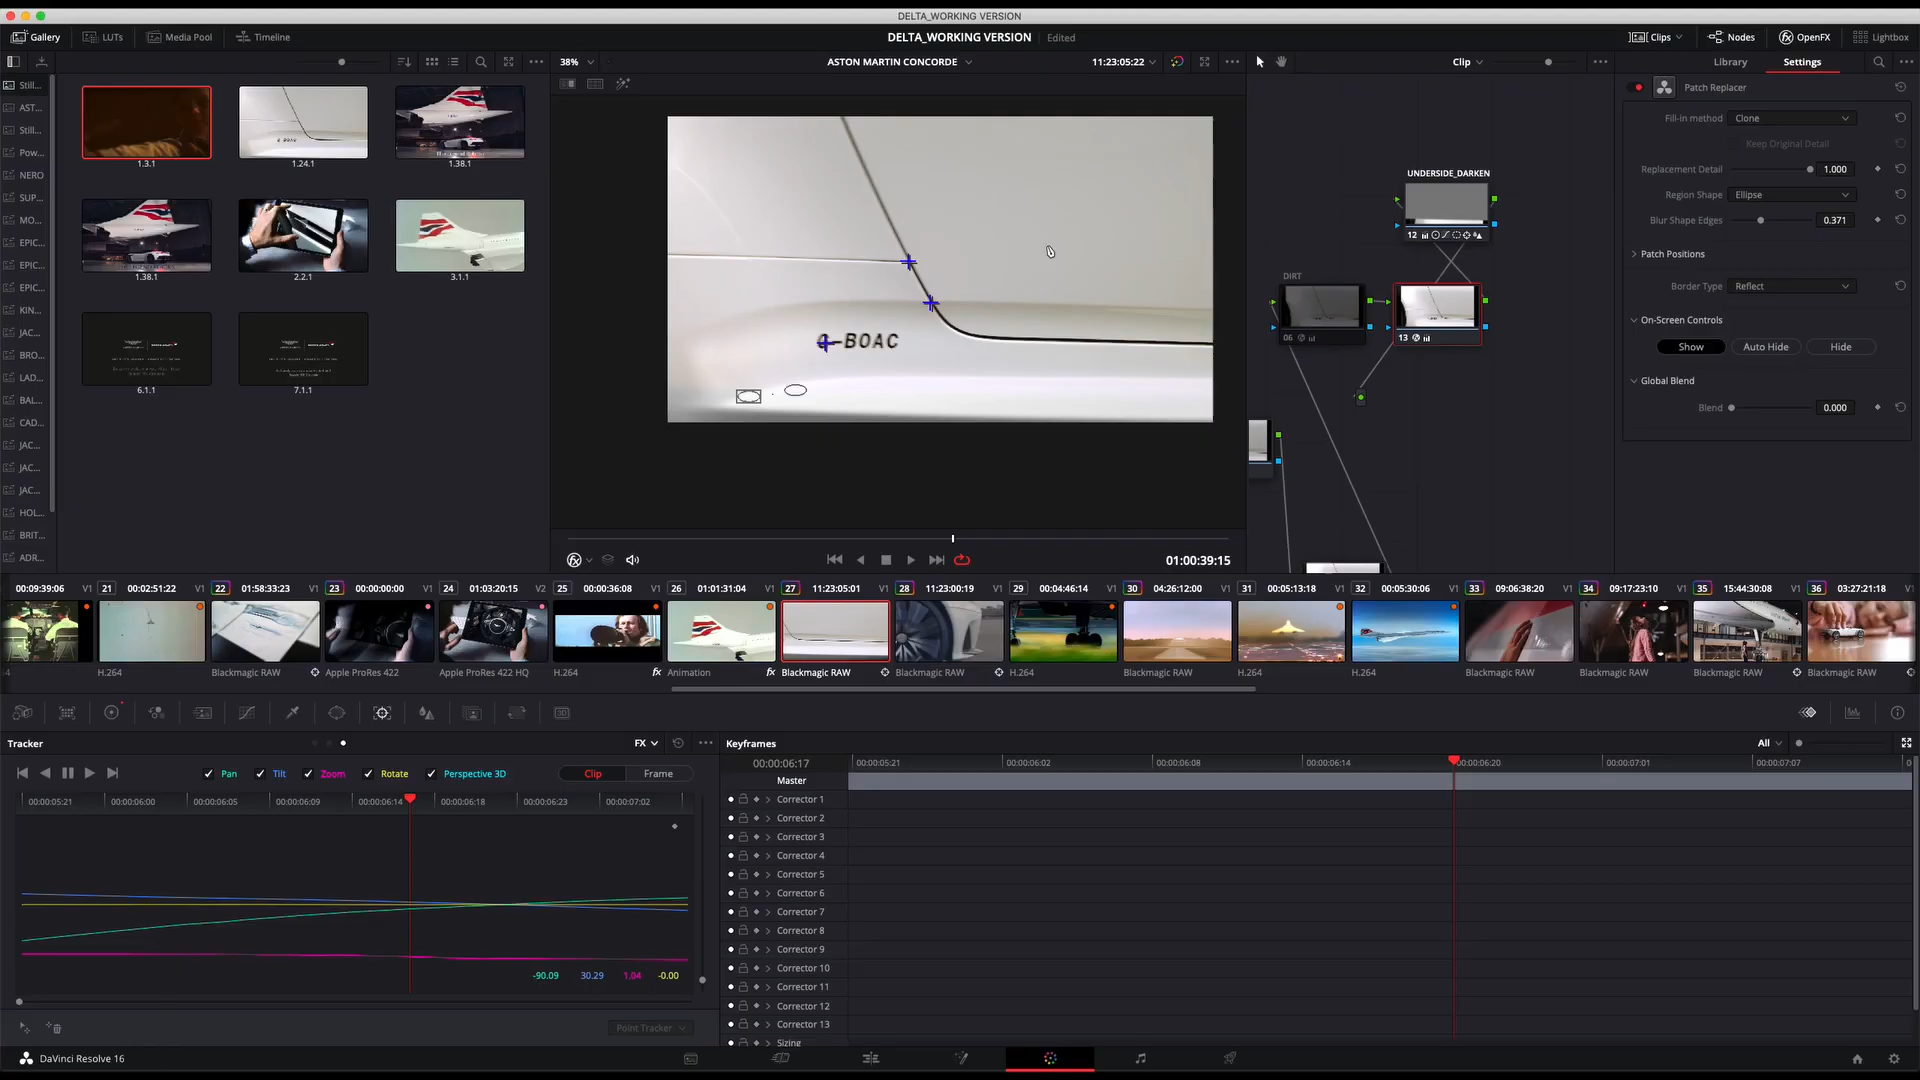 DELTA_WORKING VERSION
Gallery
LUTs
Media Pool
Timeline
DELTA_WORKING VERSION
Edited
Clips
Nodes
OpenFX
Lightbox
38%
ASTON MARTIN CONCORDE
11:23:05:22
Clip
Library
Settings
Still...
AST...
Still...
Pow...
NERO
SUP...
MO...
EPIC...
EPIC...
EPIC...
KIN...
JAC...
BRO...
LAD...
BAL...
CAD...
JAC...
JAC...
JAC...
HOL...
BRIT...
ADR...
1.3.1
1.24.1
1.38.1
1.38.1
2.2.1
3.1.1
6.1.1
7.1.1
G-BOAC
01:00:39:15
UNDERSIDE_DARKEN
12
DIRT
06
13
Patch Replacer
Fill-in method
Clone
Keep Original Detail
Replacement Detail
1.000
Region Shape
Ellipse
Blur Shape Edges
0.371
Patch Positions
Border Type
Reflect
On-Screen Controls
Show
Auto Hide
Hide
Global Blend
Blend
0.000
00:09:39:06 V1
21 00:02:51:22 V1
22 01:58:33:23 V1
23 00:00:00:00 V1
24 01:03:20:15 V2
25 00:00:36:08 V1
26 01:01:31:04 V1
27 11:23:05:01 V1
28 11:23:00:19 V1
29 00:04:46:14 V1
30 04:26:12:00 V1
31 00:05:13:18 V1
32 00:05:30:06 V1
33 09:06:38:20 V1
34 09:17:23:10 V1
35 15:44:30:08 V1
36 03:27:21:18 V1
H.264
Blackmagic RAW
Apple ProRes 422
Apple ProRes 422 HQ
H.264
Animation
Blackmagic RAW
Blackmagic RAW
H.264
Blackmagic RAW
H.264
H.264
Blackmagic RAW
Blackmagic RAW
Blackmagic RAW
Blackmagic RAW
Tracker
FX
Pan
Tilt
Zoom
Rotate
Perspective 3D
Clip
Frame
00:00:05:21
00:00:06:00
00:00:06:05
00:00:06:09
00:00:06:14
00:00:06:18
00:00:06:23
00:00:07:02
-90.09
30.29
1.04
-0.00
Point Tracker
Keyframes
All
00:00:06:17
00:00:05:21
00:00:06:02
00:00:06:08
00:00:06:14
00:00:06:20
00:00:07:01
00:00:07:07
Master
Corrector 1
Corrector 2
Corrector 3
Corrector 4
Corrector 5
Corrector 6
Corrector 7
Corrector 8
Corrector 9
Corrector 10
Corrector 11
Corrector 12
Corrector 13
Sizing
DaVinci Resolve 16